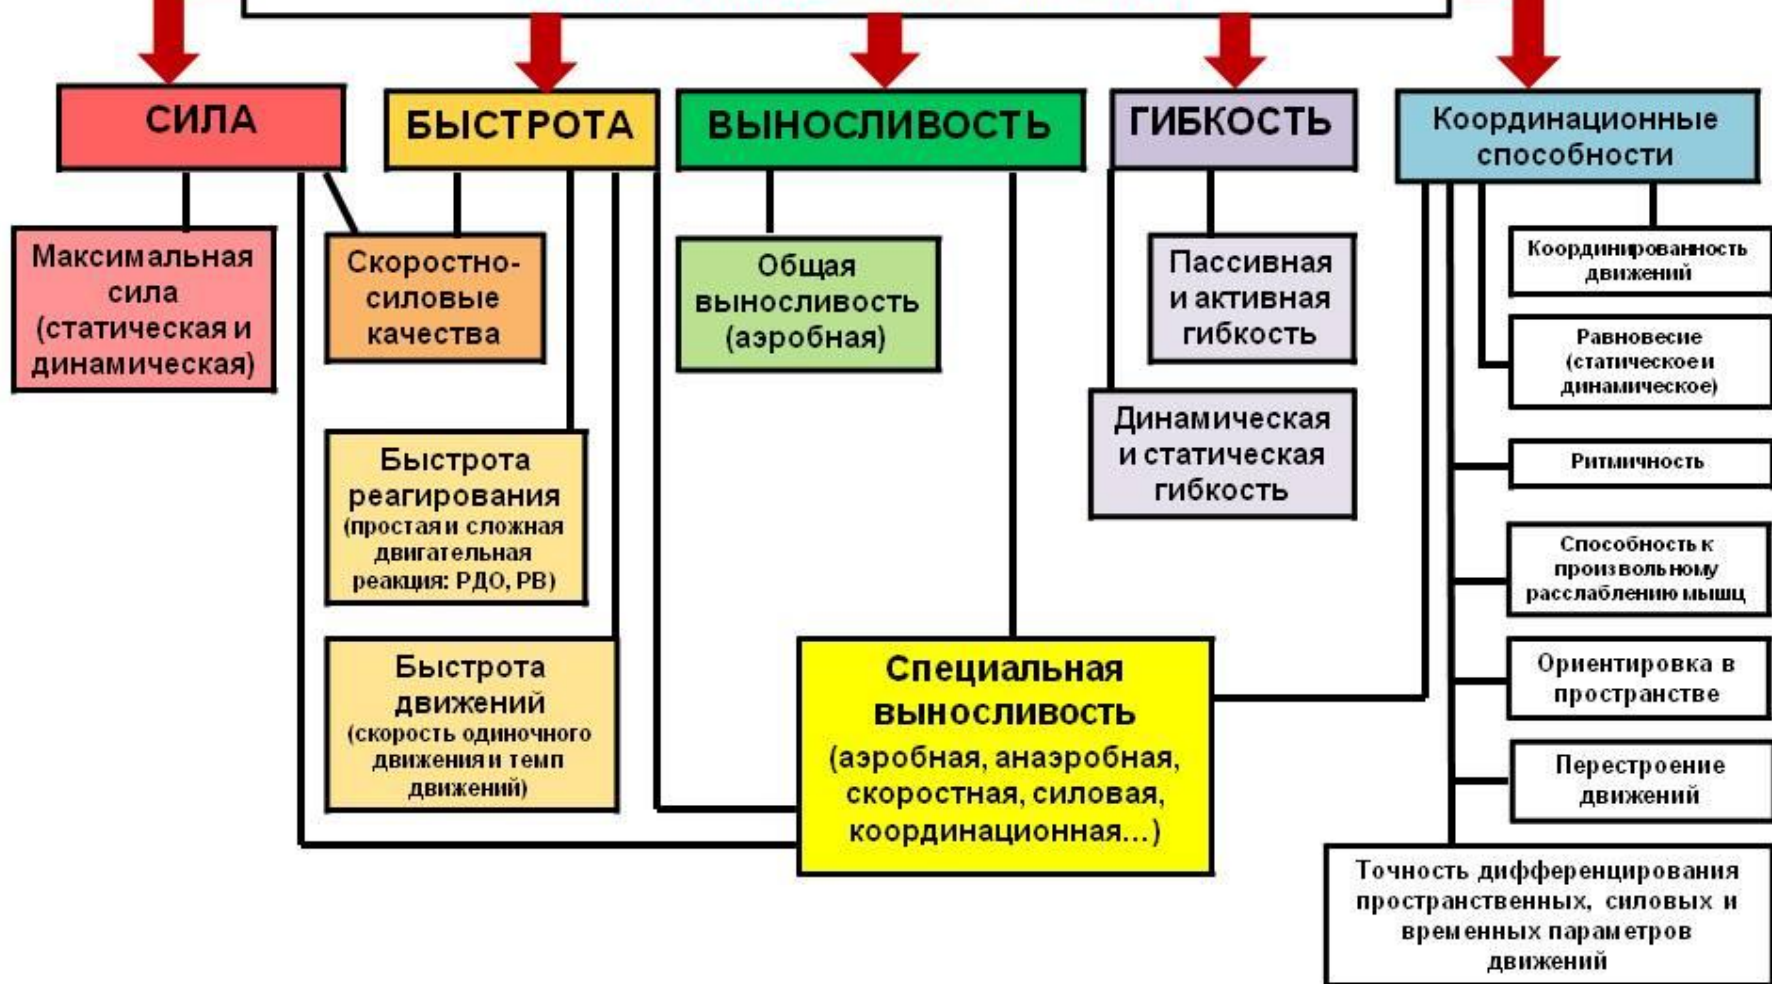 СИЛА
БЫСТРОТА
ВЫНОСЛИВОСТЬ
ГИБКОСТЬ
Координационные
способности
Максимальная
сила
(статическая и
динамическая)
Скоростно-
силовые
качества
Общая
выносливость
(аэробная)
Пассивная
и активная
гибкость
Координированность
движений
Равновесие
(статическое и
динамическое)
Динамическая
и статическая
гибкость
Ритмичность
Быстрота
реагирования
(простая и сложная
двигательная
реакция: РДО, РВ)
Способность к
произвольному
расслаблению мышц
Быстрота
движений
(скорость одиночного
движения и темп
движений)
Специальная
выносливость
(аэробная, анаэробная,
скоростная, силовая,
координационная...)
Ориентировка в
пространстве
Перестроение
движений
Точность дифференцирования
пространственных, силовых и
временных параметров
движений